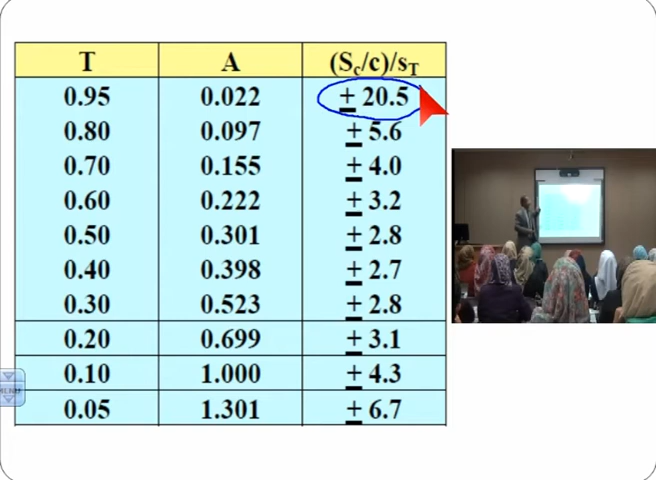 T A (Sc/c)/sT
0.95 0.022 ± 20.5
0.80 0.097 ± 5.6
0.70 0.155 ± 4.0
0.60 0.222 ± 3.2
0.50 0.301 ± 2.8
0.40 0.398 ± 2.7
0.30 0.523 ± 2.8
0.20 0.699 ± 3.1
0.10 1.000 ± 4.3
0.05 1.301 ± 6.7